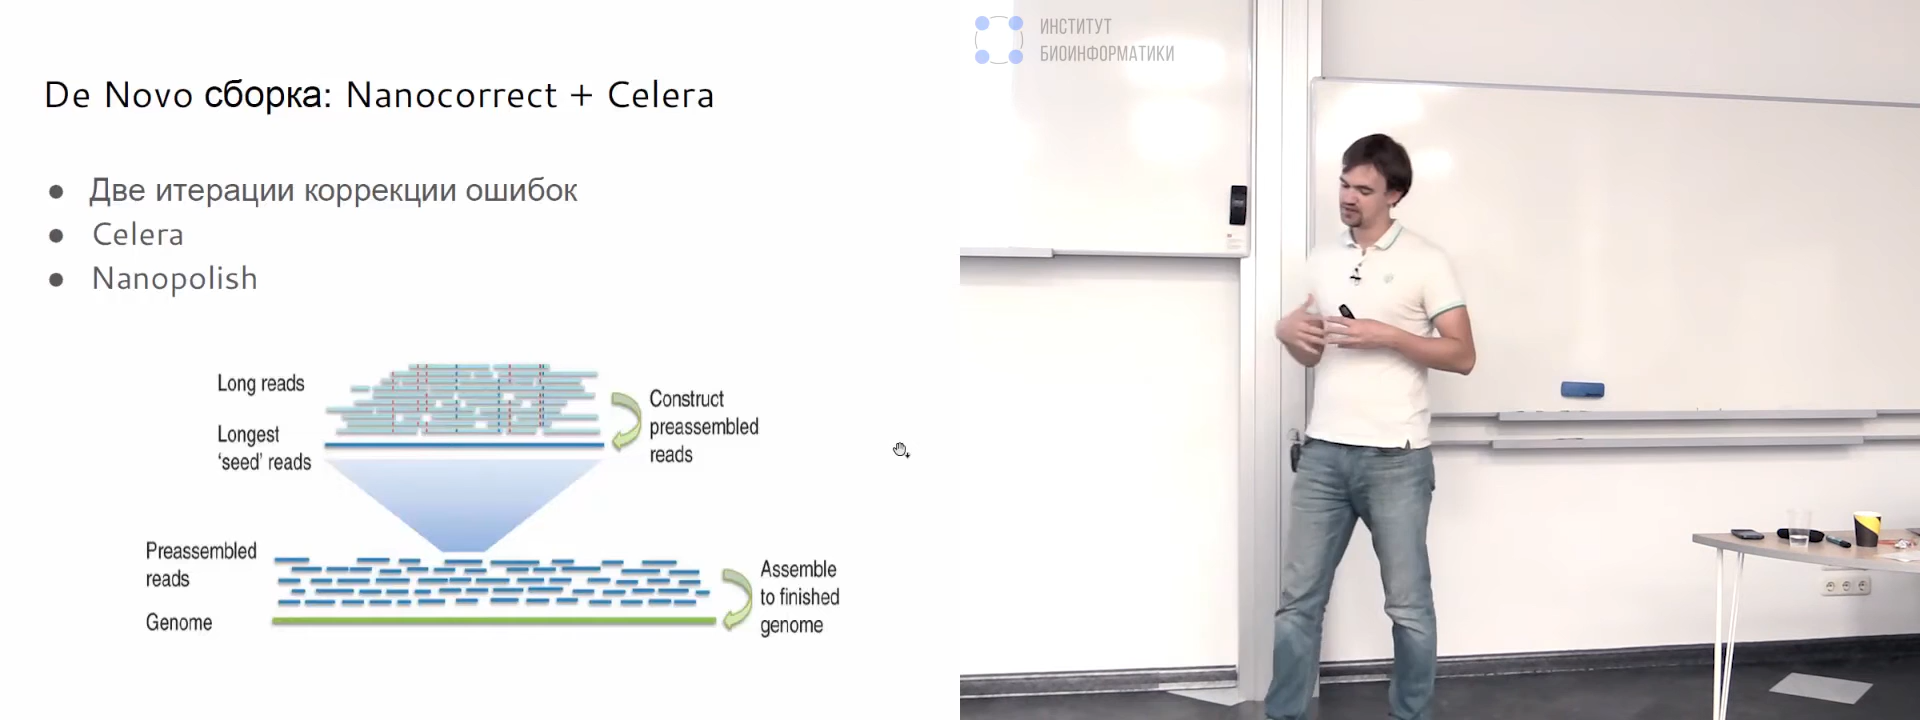 De Novo сборка: Nanocorrect + Celera
● Две итерации коррекции ошибок
● Celera
● Nanopolish
Long reads
Longest
‘seed’ reads
Construct
preassembled
reads
Preassembled
reads
Genome
Assemble
to finished
genome
ИНСТИТУТ
БИОИНФОРМАТИКИ